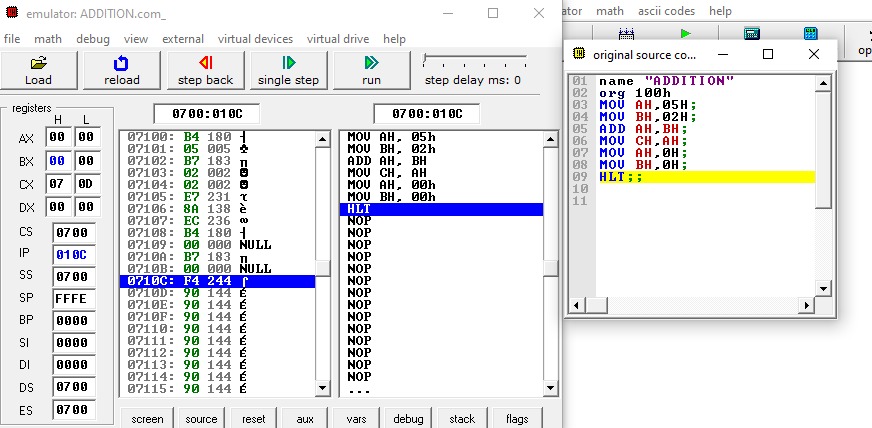 emulator: ADDITION.com_
file math debug view external virtual devices virtual drive help
Load reload step back single step run step delay ms: 0
registers
H L
AX 00 00
BX 00 00
CX 07 0D
DX 00 00
CS 0700
IP 010C
SS 0700
SP FFFE
BP 0000
SI 0000
DI 0000
DS 0700
ES 0700
0700:010C
07100: B4 180 ┤
07101: 05 005 ♣
07102: B7 183 π
07103: 02 002 ☻
07104: 02 002 ☻
07105: E7 231 τ
07106: 8A 138 è
07107: EC 236 ∞
07108: B4 180 ┤
07109: 00 000 NULL
0710A: B7 183 π
0710B: 00 000 NULL
0710C: F4 244 ⌠
0710D: 90 144 É
0710E: 90 144 É
0710F: 90 144 É
07110: 90 144 É
07111: 90 144 É
07112: 90 144 É
07113: 90 144 É
07114: 90 144 É
07115: 90 144 É
0700:010C
MOV AH, 05h
MOV BH, 02h
ADD AH, BH
MOV CH, AH
MOV AH, 00h
MOV BH, 00h
HLT
NOP
NOP
NOP
NOP
NOP
NOP
NOP
NOP
NOP
NOP
NOP
NOP
NOP
NOP
...
screen source reset aux vars debug stack flags
ator math ascii codes help
op
original source co...
01 name "ADDITION"
02 org 100h
03 MOV AH,05H;
04 MOV BH,02H;
05 ADD AH,BH;
06 MOV CH,AH;
07 MOV AH,0H;
08 MOV BH,0H;
09 HLT;;
10
11